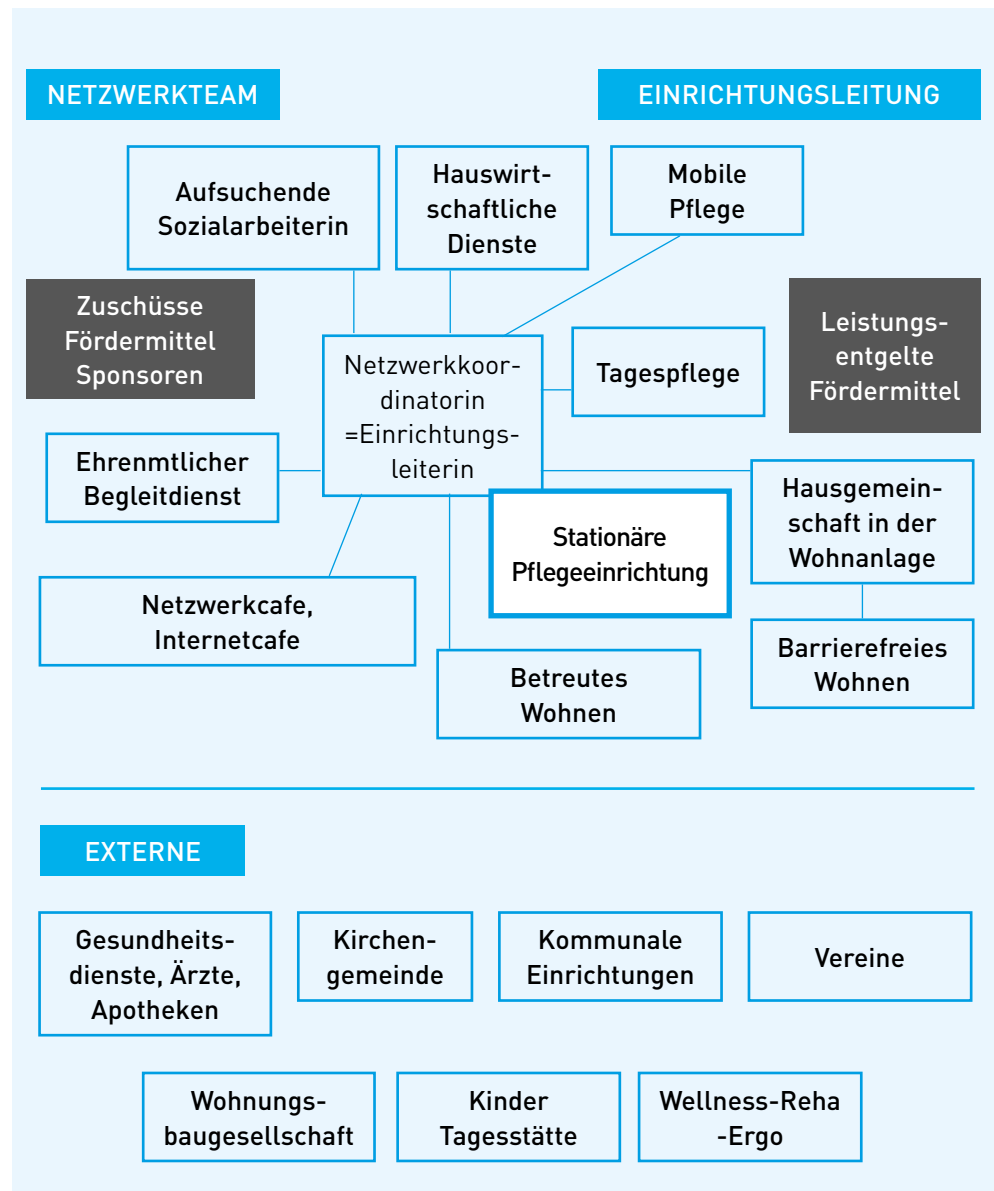 NETZWERKTEAM
EINRICHTUNGSLEITUNG
Aufsuchende
Sozialarbeiterin
Hauswirt-
schaftliche
Dienste
Mobile
Pflege
Zuschüsse
Fördermittel
Sponsoren
Netzwerkkoor-
dinatorin
=Einrichtungs-
leiterin
Tagespflege
Leistungs-
entgelte
Fördermittel
Ehrenmtlicher
Begleitdienst
Stationäre
Pflegeeinrichtung
Hausgemein-
schaft in der
Wohnanlage
Netzwerkcafe,
Internetcafe
Betreutes
Wohnen
Barrierefreies
Wohnen
EXTERNE
Gesundheits-
dienste, Ärzte,
Apotheken
Kirchen-
gemeinde
Kommunale
Einrichtungen
Vereine
Wohnungs-
baugesellschaft
Kinder
Tagesstätte
Wellness-Reha
-Ergo